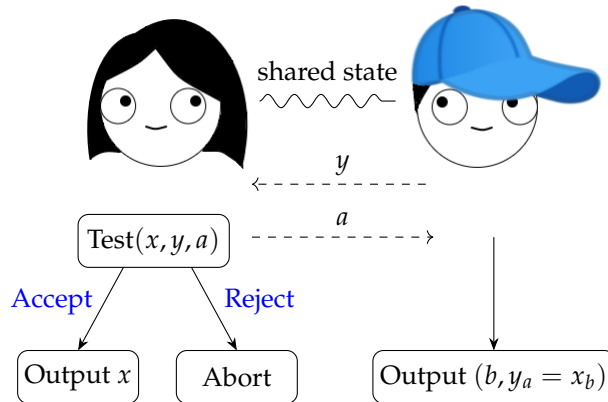 shared state
y
a
Test(x, y, a)
Accept
Reject
Output x
Abort
Output (b, y_a = x_b)